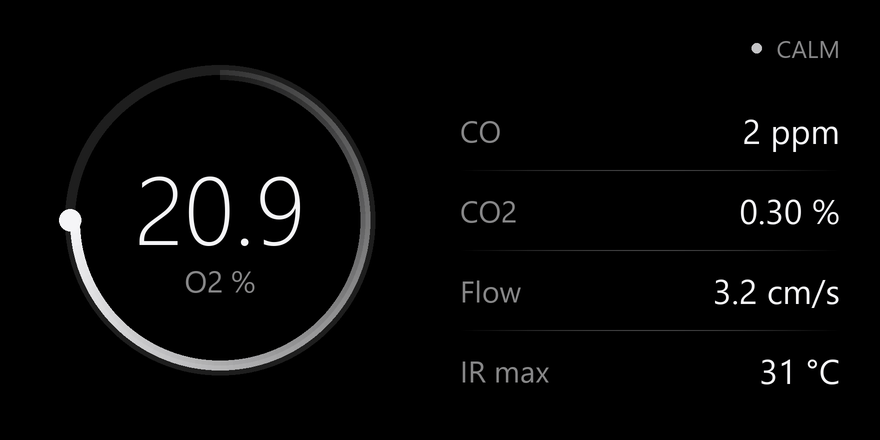 20.9
O2 %
CALM
CO 2 ppm
CO2 0.30 %
Flow 3.2 cm/s
IR max 31 °C